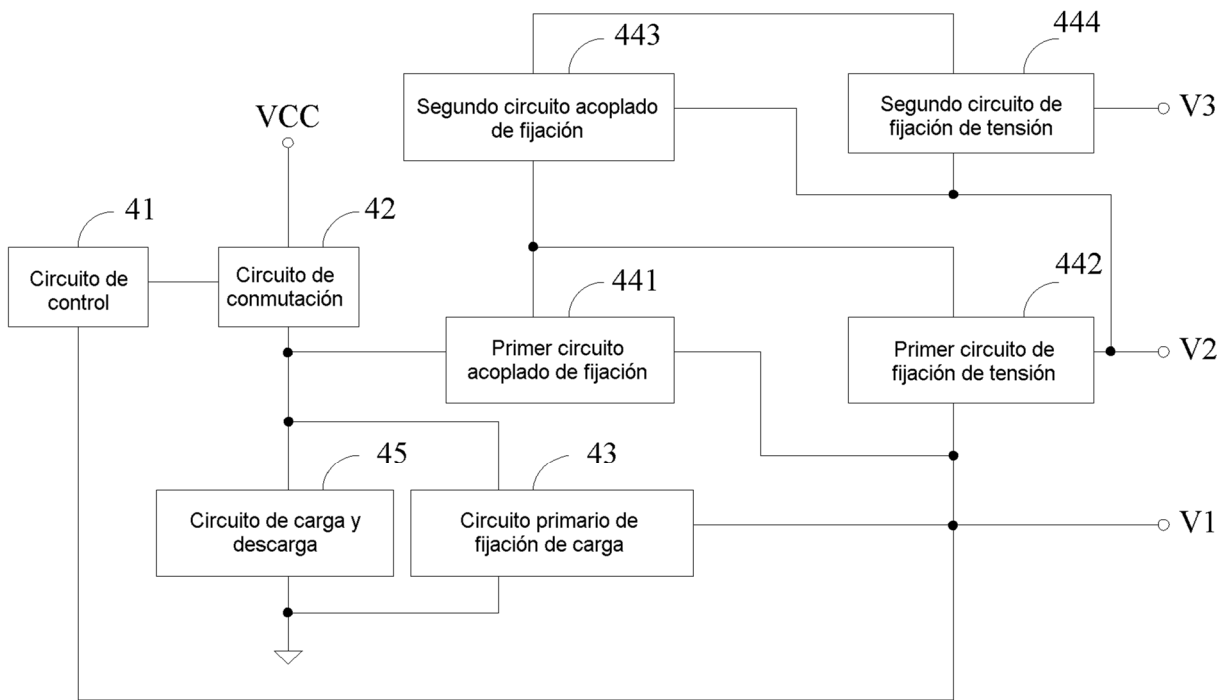 443
444
Segundo circuito acoplado
de fijación
Segundo circuito de
fijación de tensión
V3
VCC
41
42
Circuito de
control
Circuito de
conmutación
441
442
Primer circuito
acoplado de fijación
Primer circuito de
fijación de tensión
V2
45
43
Circuito de carga y
descarga
Circuito primario de
fijación de carga
V1